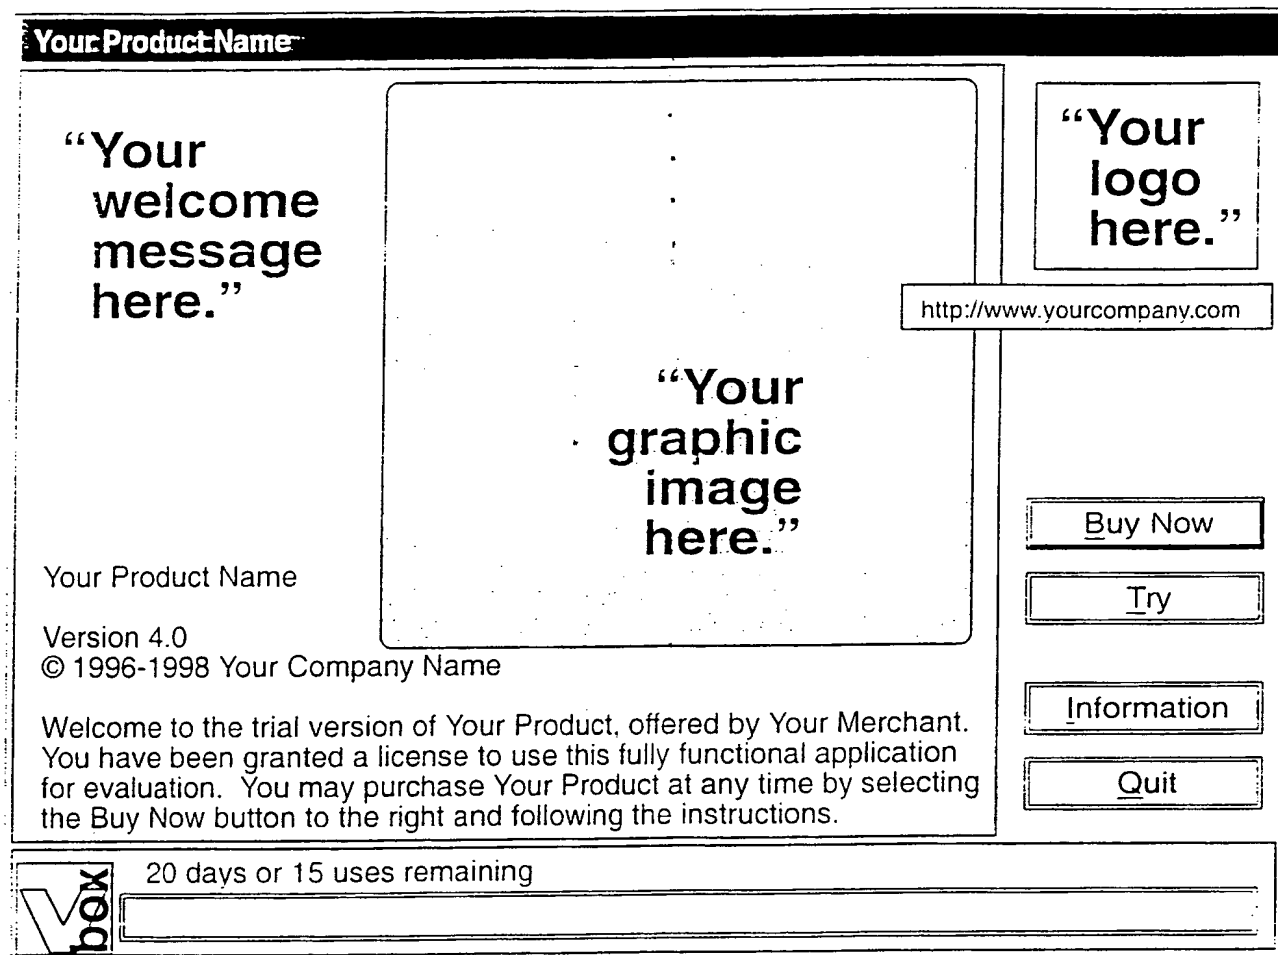 Your Product Name
“Your
welcome
message
here.”
“Your
graphic
image
here.”
“Your
logo
here.”
http://www.yourcompany.com
Buy Now
Try
Information
Quit
Your Product Name
Version 4.0
© 1996-1998 Your Company Name
Welcome to the trial version of Your Product, offered by Your Merchant.
You have been granted a license to use this fully functional application
for evaluation. You may purchase Your Product at any time by selecting
the Buy Now button to the right and following the instructions.
20 days or 15 uses remaining
Vbox